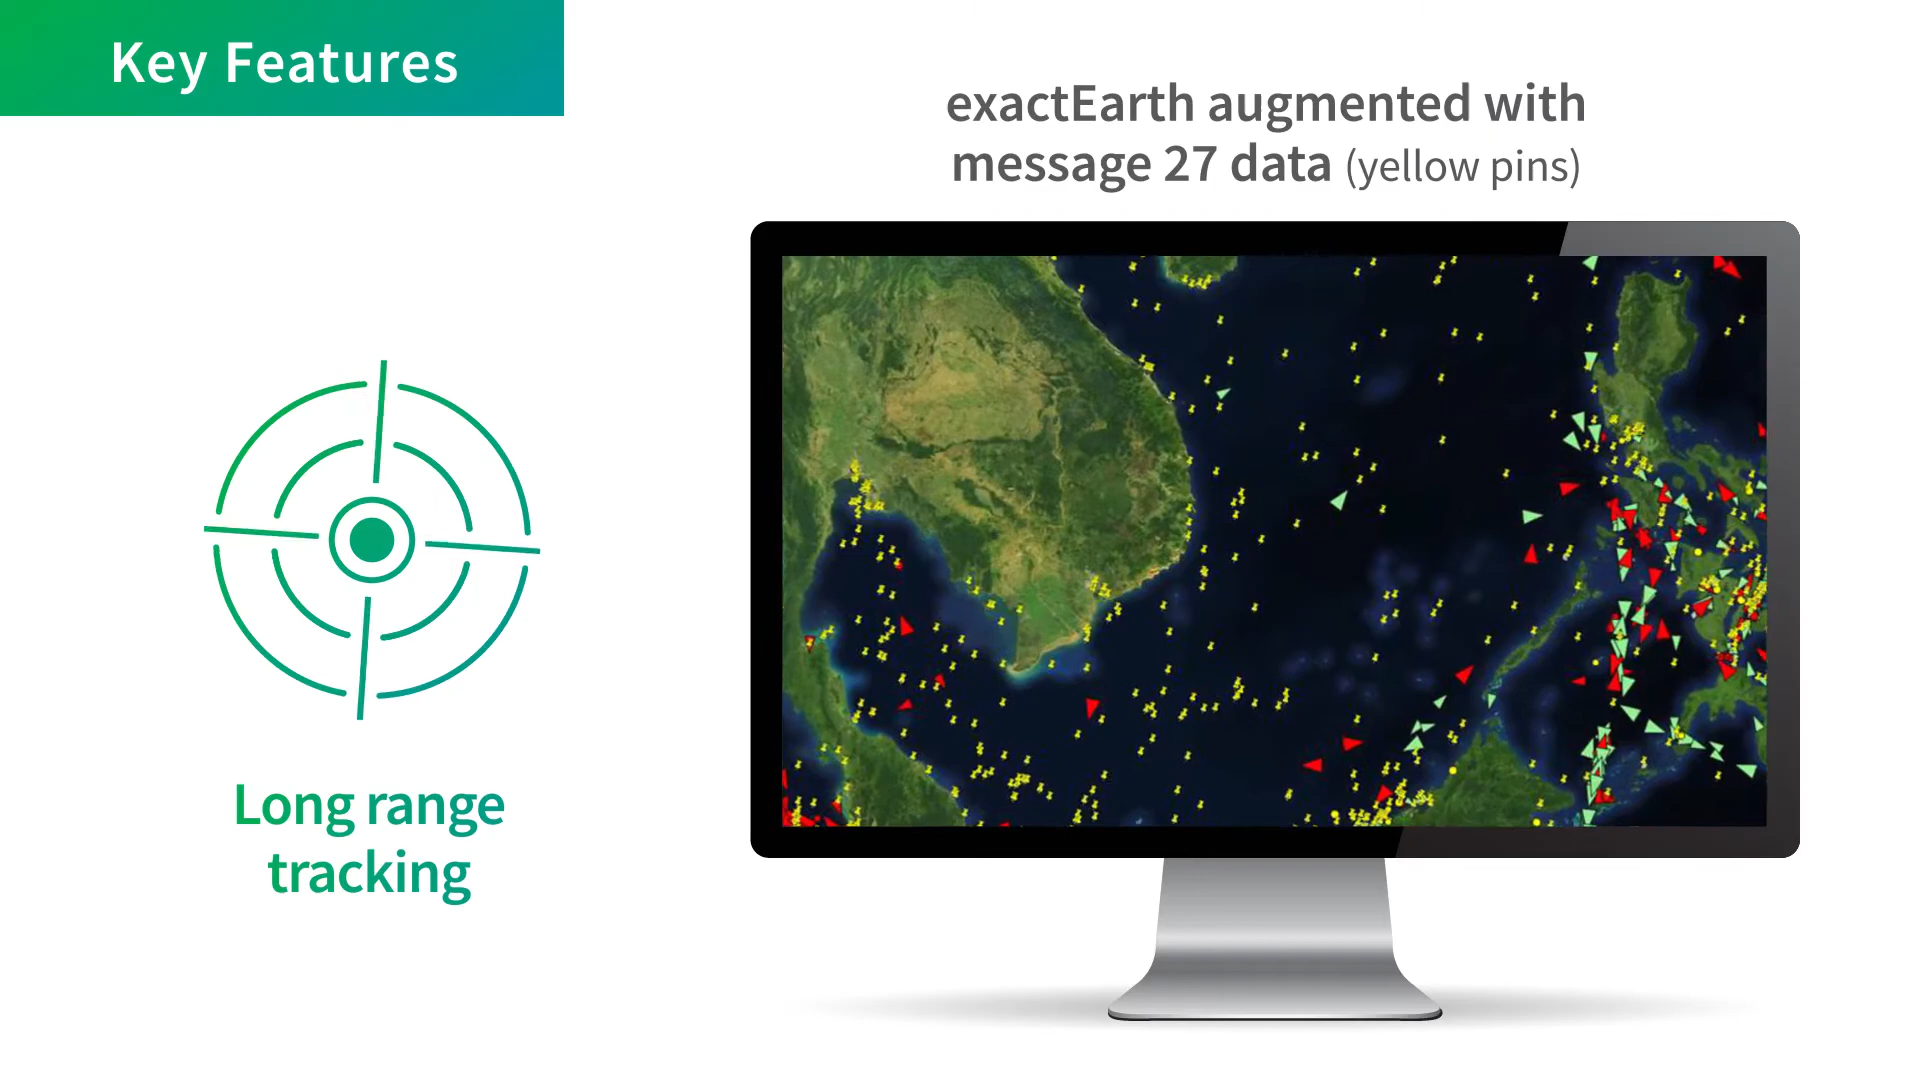 Key Features
exactEarth augmented with
message 27 data (yellow pins)
Long range
tracking